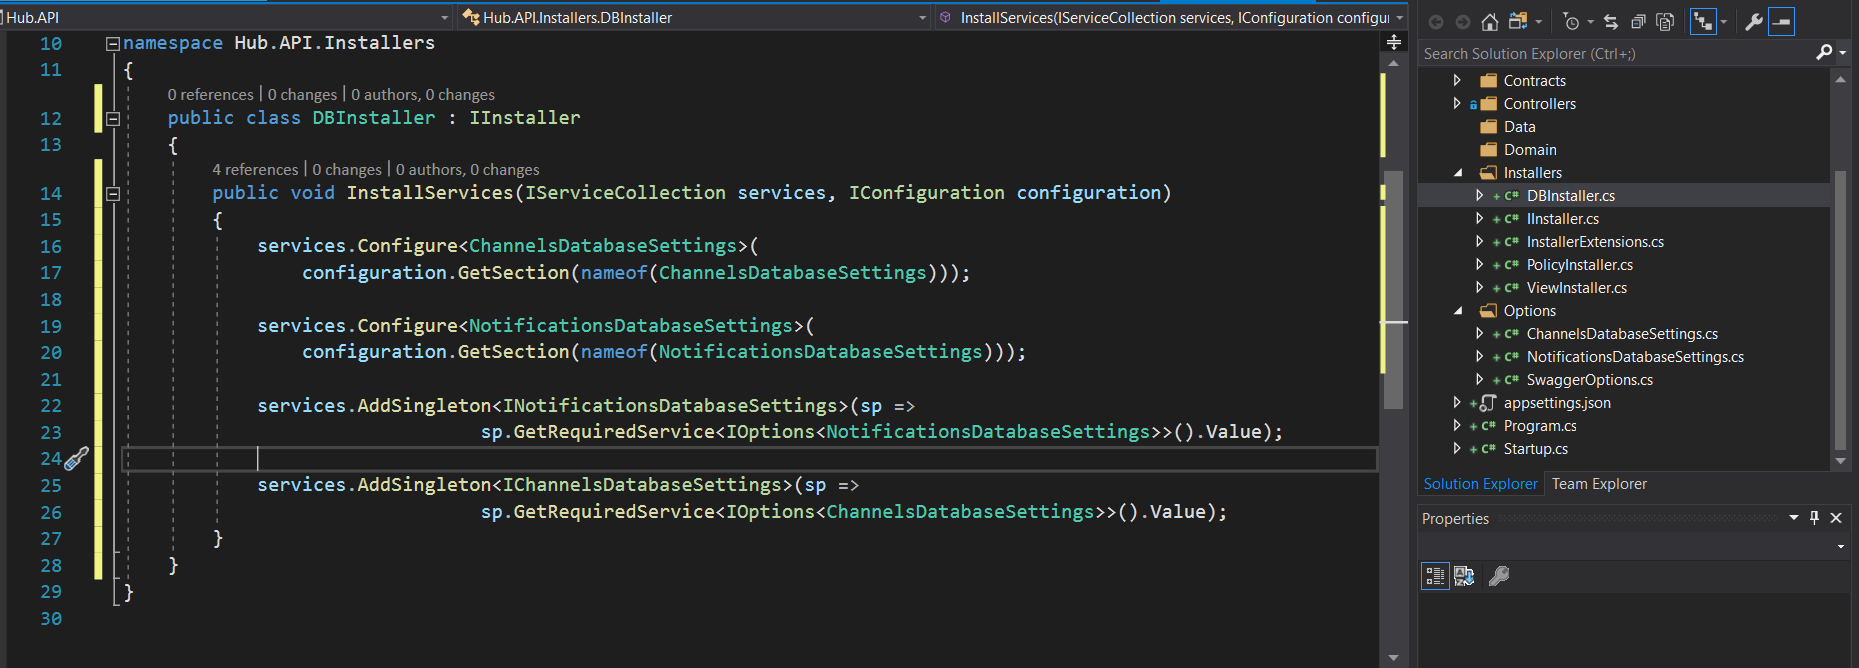 Hub.API
Hub.API.Installers.DBInstaller
InstallServices(IServiceCollection services, IConfiguration configu
10 namespace Hub.API.Installers
11 {
0 references | 0 changes | 0 authors, 0 changes
12 public class DBInstaller : IInstaller
13 {
4 references | 0 changes | 0 authors, 0 changes
14 public void InstallServices(IServiceCollection services, IConfiguration configuration)
15 {
16 services.Configure<ChannelsDatabaseSettings>(
17 configuration.GetSection(nameof(ChannelsDatabaseSettings)));
18
19 services.Configure<NotificationsDatabaseSettings>(
20 configuration.GetSection(nameof(NotificationsDatabaseSettings)));
21
22 services.AddSingleton<INotificationsDatabaseSettings>(sp =>
23 sp.GetRequiredService<IOptions<NotificationsDatabaseSettings>>().Value);
24
25 services.AddSingleton<IChannelsDatabaseSettings>(sp =>
26 sp.GetRequiredService<IOptions<ChannelsDatabaseSettings>>().Value);
27 }
28 }
29 }
30
Search Solution Explorer (Ctrl+;)
Contracts
Controllers
Data
Domain
Installers
C# DBInstaller.cs
C# IInstaller.cs
C# InstallerExtensions.cs
C# PolicyInstaller.cs
C# ViewInstaller.cs
Options
C# ChannelsDatabaseSettings.cs
C# NotificationsDatabaseSettings.cs
C# SwaggerOptions.cs
appsettings.json
C# Program.cs
C# Startup.cs
Solution Explorer Team Explorer
Properties